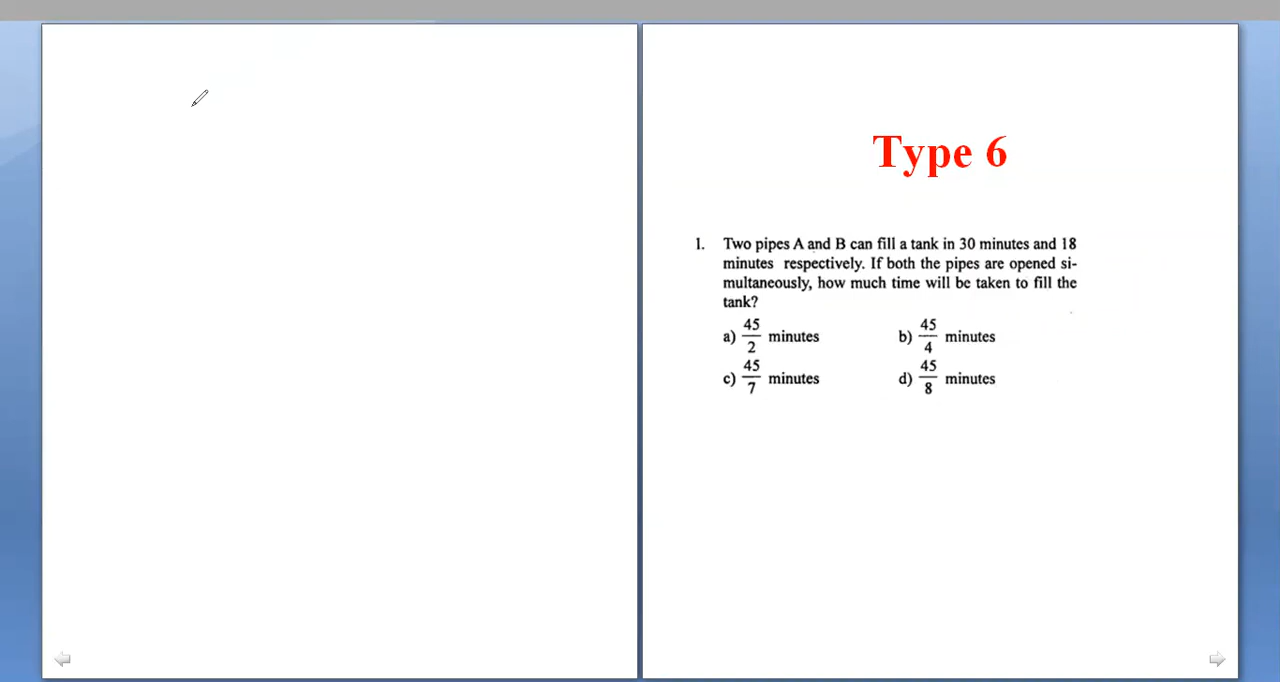 Type 6
1. Two pipes A and B can fill a tank in 30 minutes and 18
minutes respectively. If both the pipes are opened si-
multaneously, how much time will be taken to fill the
tank?
a) 45/2 minutes b) 45/4 minutes
c) 45/7 minutes d) 45/8 minutes